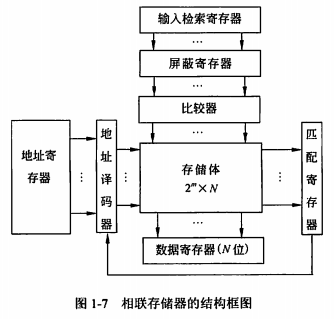 输入检索寄存器
…
屏蔽寄存器
…
比较器
…
地址寄存器
⋮
地址译码器
⋮
存储体
2ᵐ×N
⋮
匹配寄存器
…
数据寄存器(N位)
图 1-7 相联存储器的结构框图